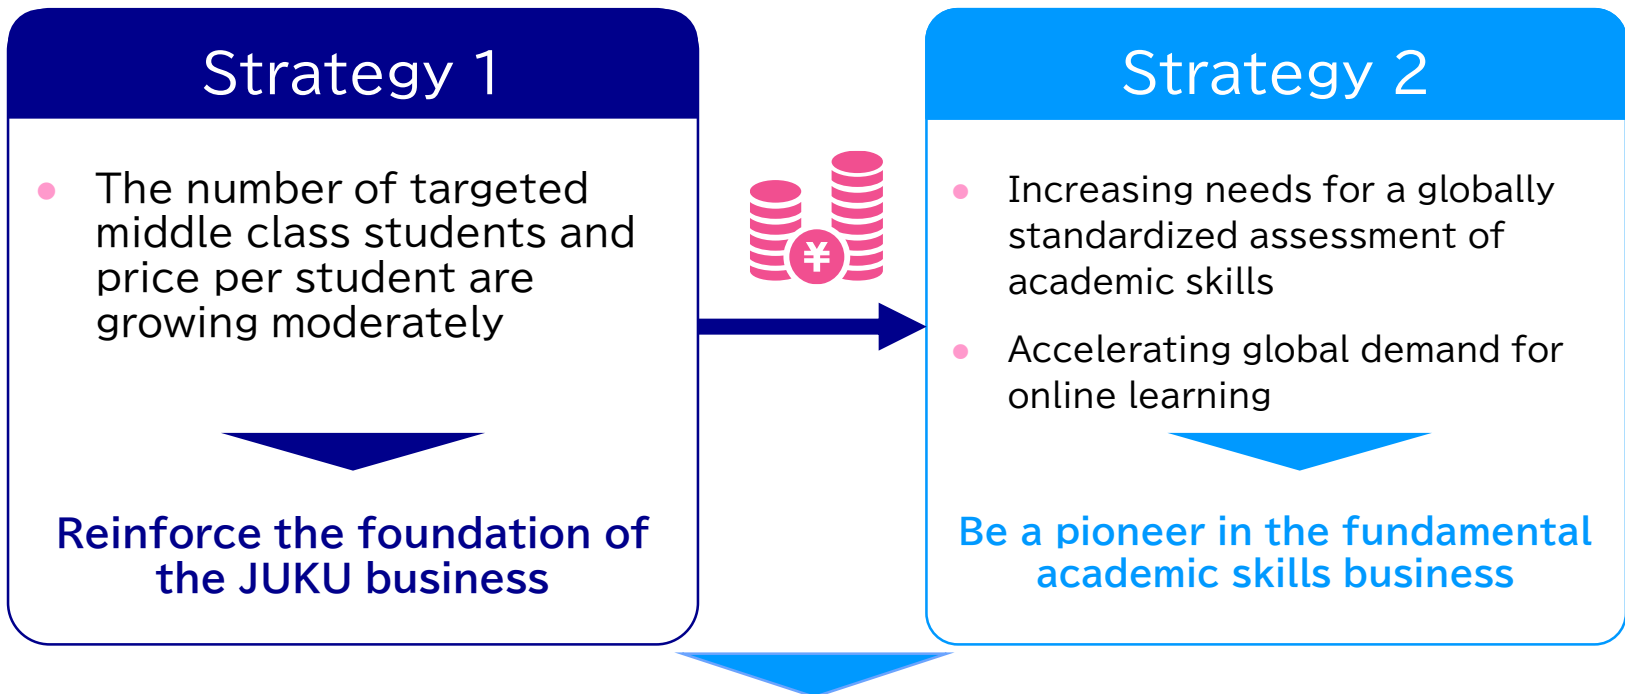 Strategy 1
• The number of targeted
middle class students and
price per student are
growing moderately
Reinforce the foundation of
the JUKU business
¥
Strategy 2
• Increasing needs for a globally
standardized assessment of
academic skills
• Accelerating global demand for
online learning
Be a pioneer in the fundamental
academic skills business